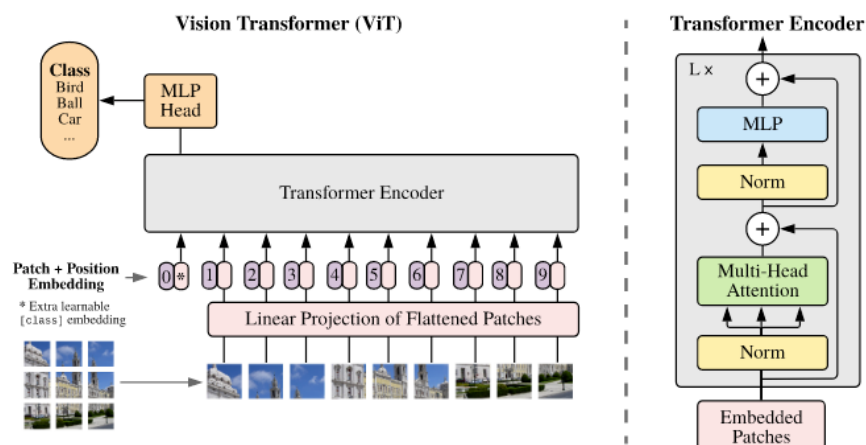 Vision Transformer (ViT)
Class
Bird
Ball
Car
...
MLP
Head
Transformer Encoder
Patch + Position
Embedding
0 * 1 2 3 4 5 6 7 8 9
* Extra learnable
[class] embedding
Linear Projection of Flattened Patches
Transformer Encoder
L ×
+
MLP
Norm
+
Multi-Head
Attention
Norm
Embedded
Patches